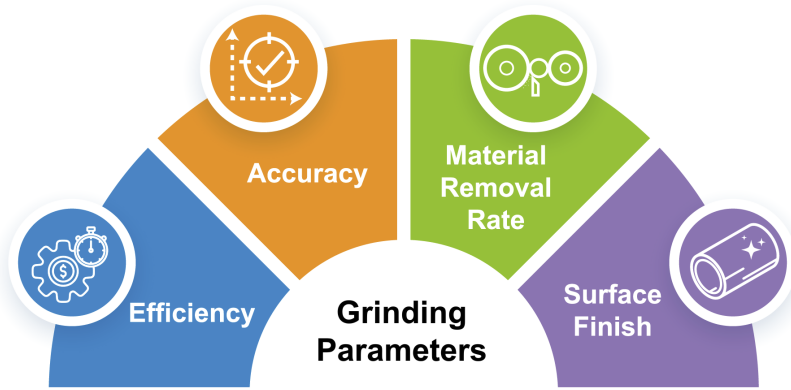 Efficiency
Accuracy
Material
Removal
Rate
Surface
Finish
Grinding
Parameters
$